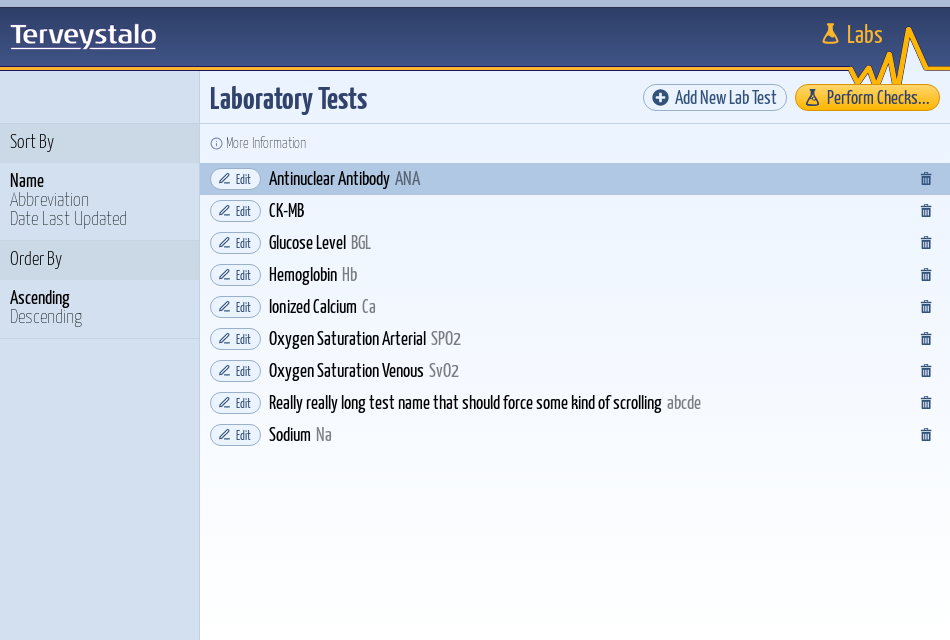 Terveystalo
Labs
Laboratory Tests
Add New Lab Test
Perform Checks...
Sort By
Name
Abbreviation
Date Last Updated
Order By
Ascending
Descending
More Information
Edit Antinuclear Antibody ANA
Edit CK-MB
Edit Glucose Level BGL
Edit Hemoglobin Hb
Edit Ionized Calcium Ca
Edit Oxygen Saturation Arterial SPO2
Edit Oxygen Saturation Venous SvO2
Edit Really really long test name that should force some kind of scrolling abcde
Edit Sodium Na